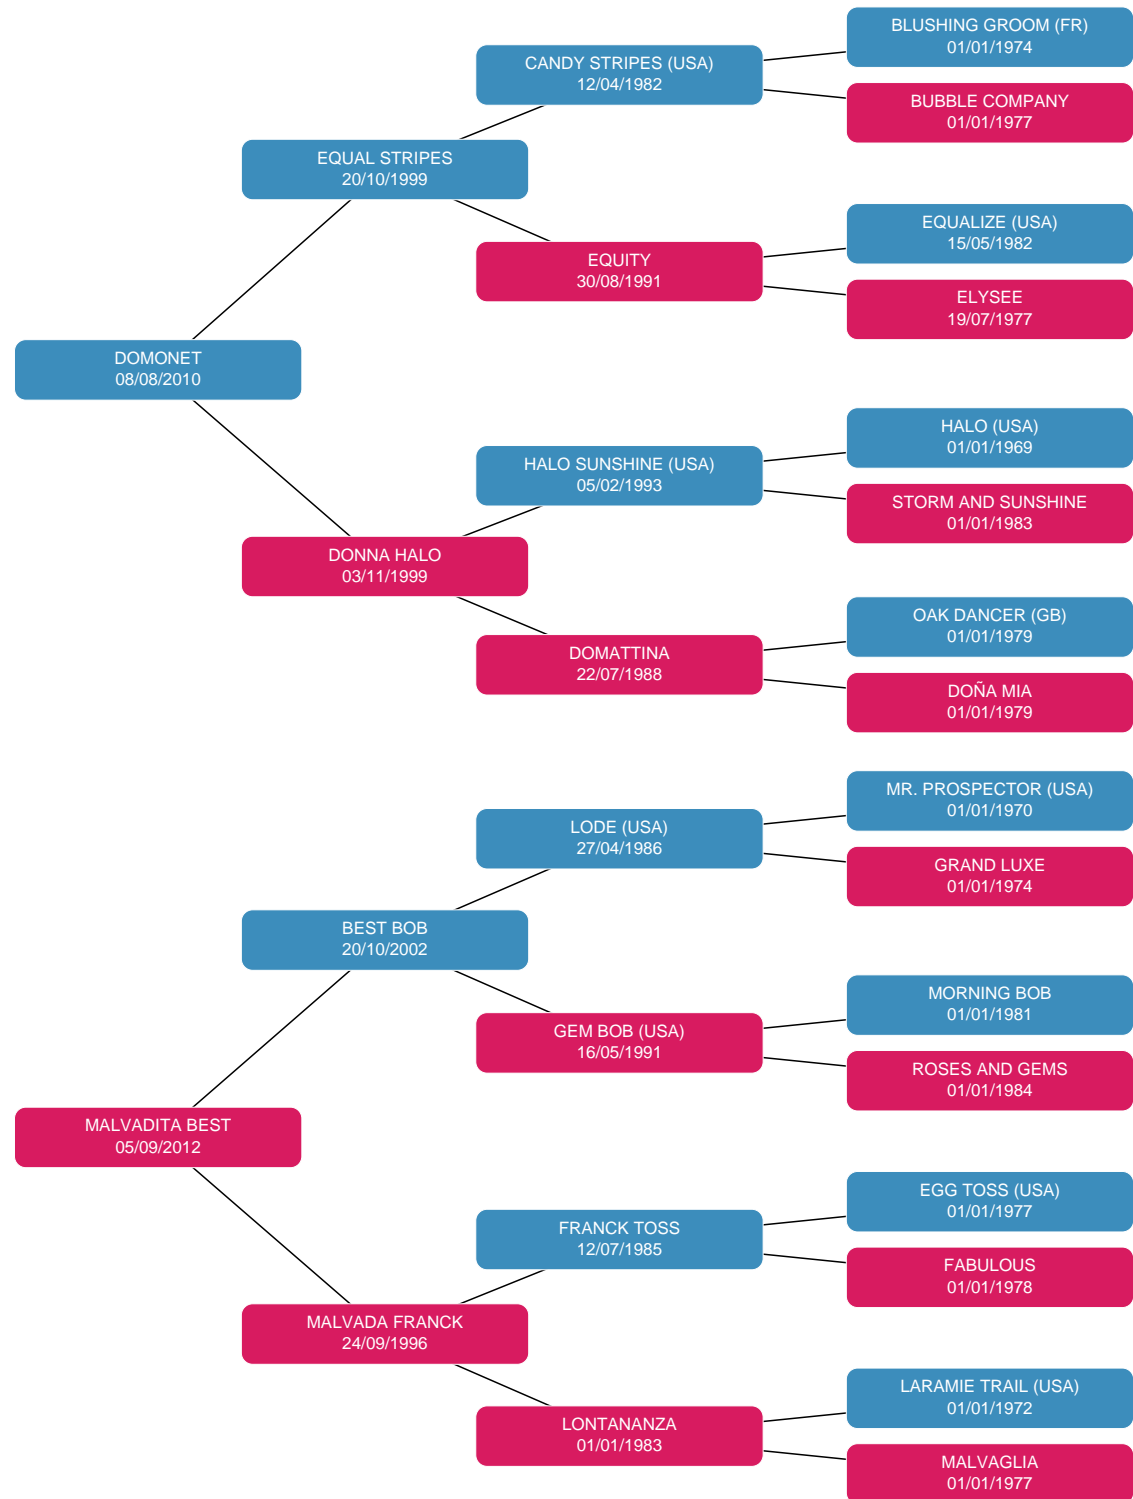 BLUSHING GROOM (FR)
01/01/1974
CANDY STRIPES (USA)
12/04/1982
BUBBLE COMPANY
01/01/1977
EQUAL STRIPES
20/10/1999
EQUALIZE (USA)
15/05/1982
EQUITY
30/08/1991
ELYSEE
19/07/1977
DOMONET
08/08/2010
HALO (USA)
01/01/1969
HALO SUNSHINE (USA)
05/02/1993
STORM AND SUNSHINE
01/01/1983
DONNA HALO
03/11/1999
OAK DANCER (GB)
01/01/1979
DOMATTINA
22/07/1988
DOÑA MIA
01/01/1979
MR. PROSPECTOR (USA)
01/01/1970
LODE (USA)
27/04/1986
GRAND LUXE
01/01/1974
BEST BOB
20/10/2002
MORNING BOB
01/01/1981
GEM BOB (USA)
16/05/1991
ROSES AND GEMS
01/01/1984
MALVADITA BEST
05/09/2012
EGG TOSS (USA)
01/01/1977
FRANCK TOSS
12/07/1985
FABULOUS
01/01/1978
MALVADA FRANCK
24/09/1996
LARAMIE TRAIL (USA)
01/01/1972
LONTANANZA
01/01/1983
MALVAGLIA
01/01/1977